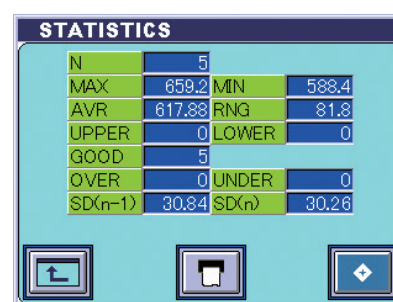 STATISTICS
N 5
MAX 659.2 MIN 588.4
AVR 617.88 RNG 81.8
UPPER 0 LOWER 0
GOOD 5
OVER 0 UNDER 0
SD(n-1) 30.84 SD(n) 30.26